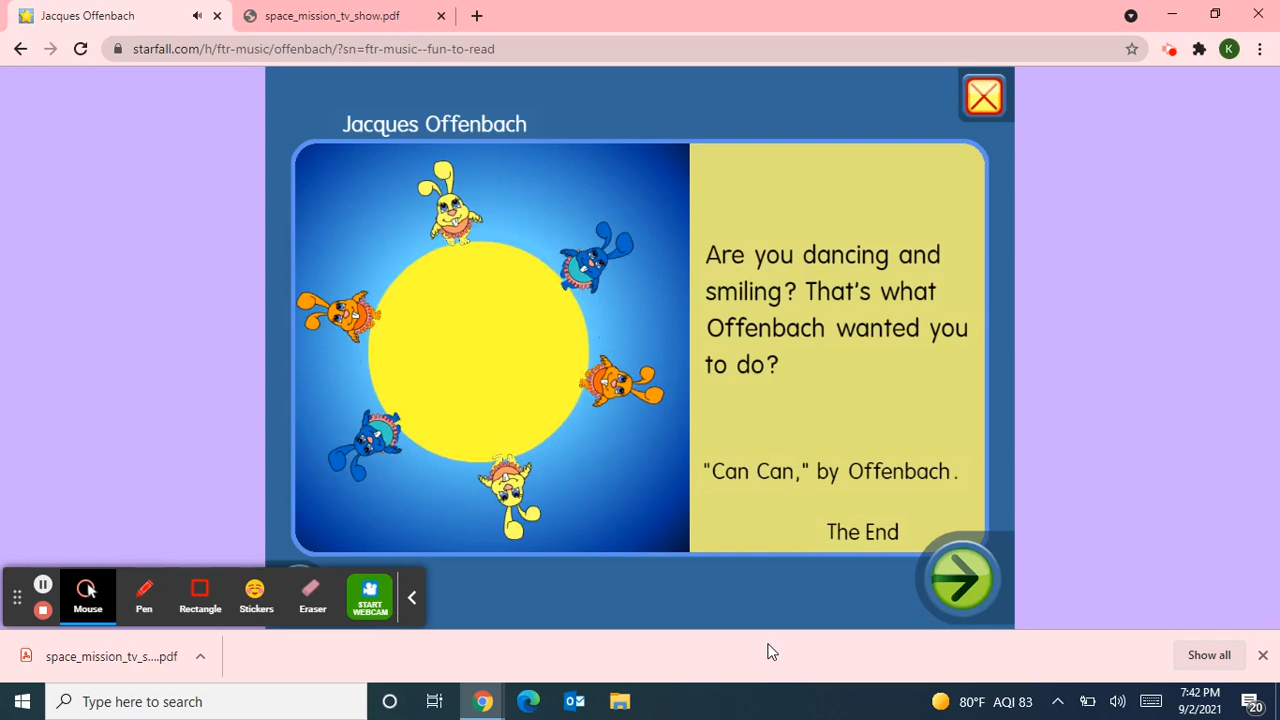 Jacques Offenbach
space_mission_tv_show.pdf
starfall.com/h/ftr-music/offenbach/?sn=ftr-music--fun-to-read
K
Jacques Offenbach
Are you dancing and
smiling? That's what
Offenbach wanted you
to do?
"Can Can," by Offenbach.
The End
Mouse
Pen
Rectangle
Stickers
Eraser
START
WEBCAM
space_mission_tv_s....pdf
Show all
Type here to search
80°F AQI 83
7:42 PM
9/2/2021
20